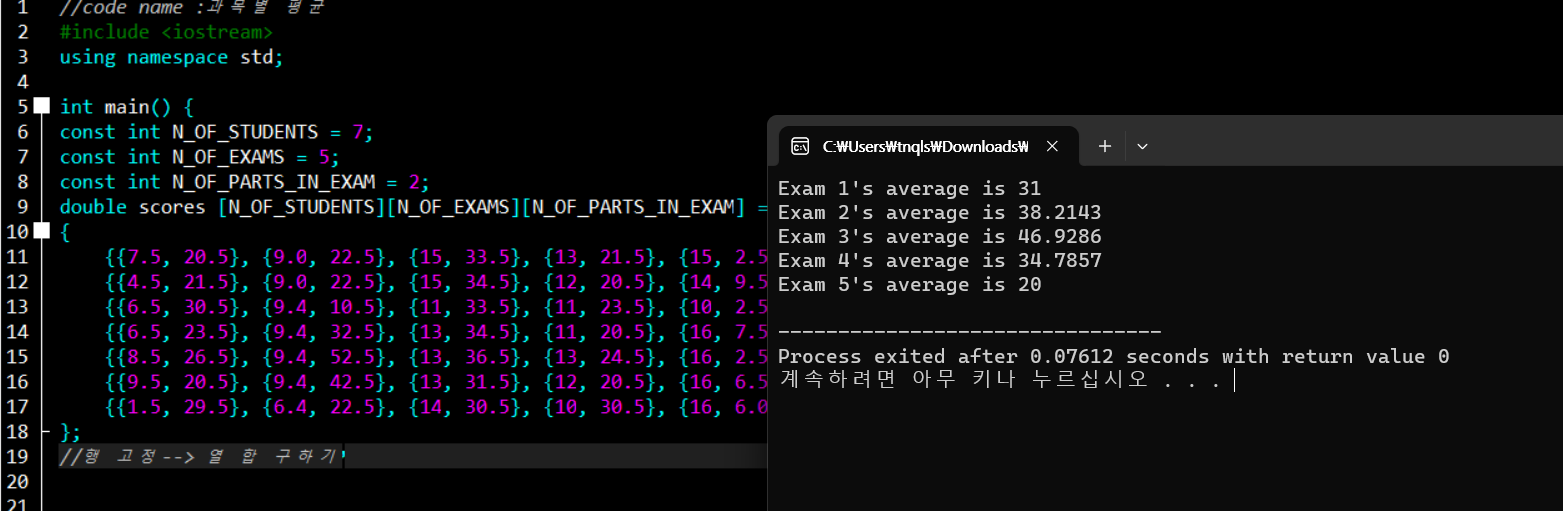 1 //code name :과목별 평균
2 #include <iostream>
3 using namespace std;
4
5 int main() {
6 const int N_OF_STUDENTS = 7;
7 const int N_OF_EXAMS = 5;
8 const int N_OF_PARTS_IN_EXAM = 2;
9 double scores [N_OF_STUDENTS][N_OF_EXAMS][N_OF_PARTS_IN_EXAM] =
10 {
11 {{7.5, 20.5}, {9.0, 22.5}, {15, 33.5}, {13, 21.5}, {15, 2.5
12 {{4.5, 21.5}, {9.0, 22.5}, {15, 34.5}, {12, 20.5}, {14, 9.5
13 {{6.5, 30.5}, {9.4, 10.5}, {11, 33.5}, {11, 23.5}, {10, 2.5
14 {{6.5, 23.5}, {9.4, 32.5}, {13, 34.5}, {11, 20.5}, {16, 7.5
15 {{8.5, 26.5}, {9.4, 52.5}, {13, 36.5}, {13, 24.5}, {16, 2.5
16 {{9.5, 20.5}, {9.4, 42.5}, {13, 31.5}, {12, 20.5}, {16, 6.5
17 {{1.5, 29.5}, {6.4, 22.5}, {14, 30.5}, {10, 30.5}, {16, 6.0
18 };
19 //행 고정--> 열 합 구하기
20
21
C:₩Users₩tnqls₩Downloads₩
Exam 1's average is 31
Exam 2's average is 38.2143
Exam 3's average is 46.9286
Exam 4's average is 34.7857
Exam 5's average is 20
--------------------------------
Process exited after 0.07612 seconds with return value 0
계속하려면 아무 키나 누르십시오 . . .